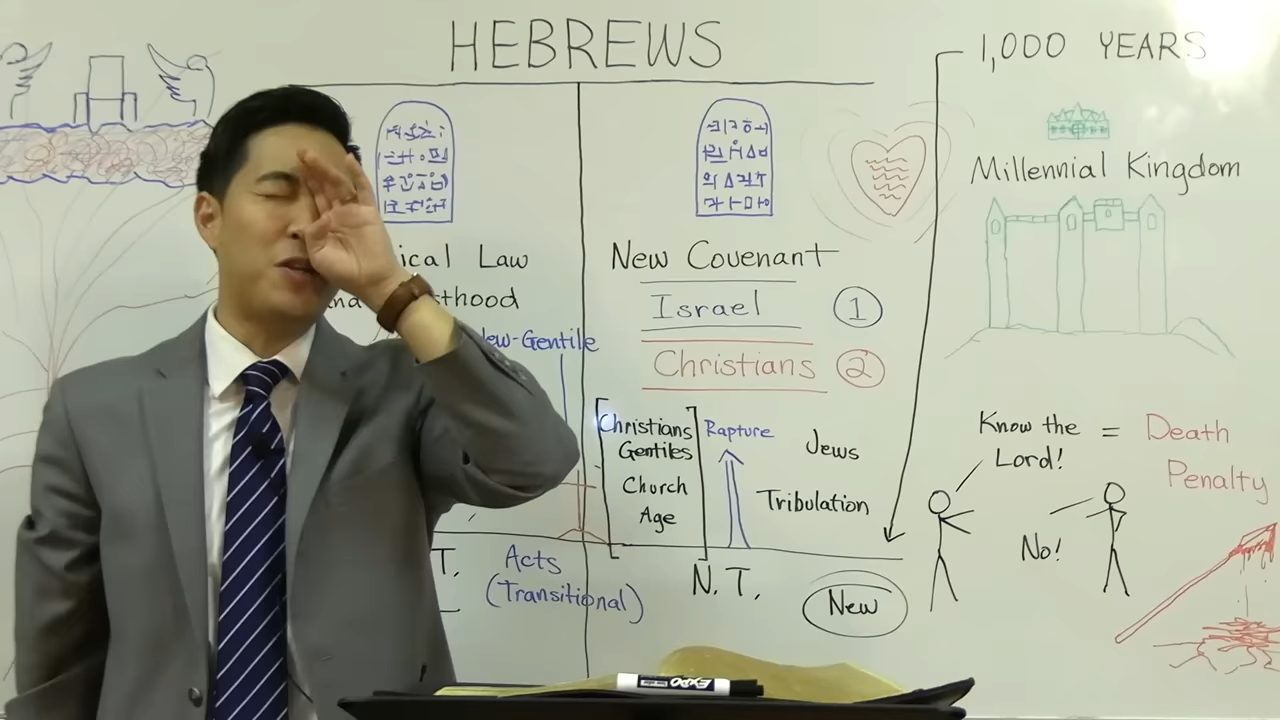 HEBREWS
1,000 YEARS
Millennial Kingdom
ical Law
thood
ew-Gentile
New Covenant
Israel 1
Christians 2
Christians
Gentiles
Church
Age
Rapture
Jews
Tribulation
Know the
Lord!
= Death
Penalty
No!
T.
Acts
(Transitional)
N.T.
New
EXPO